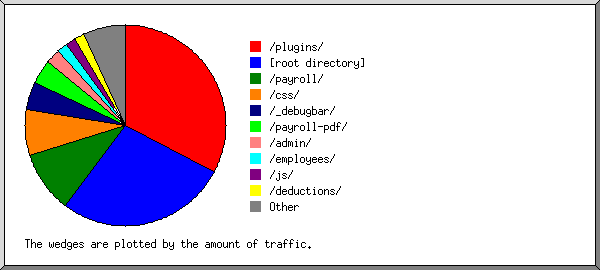 /plugins/
[root directory]
/payroll/
/css/
/_debugbar/
/payroll-pdf/
/admin/
/employees/
/js/
/deductions/
Other
The wedges are plotted by the amount of traffic.